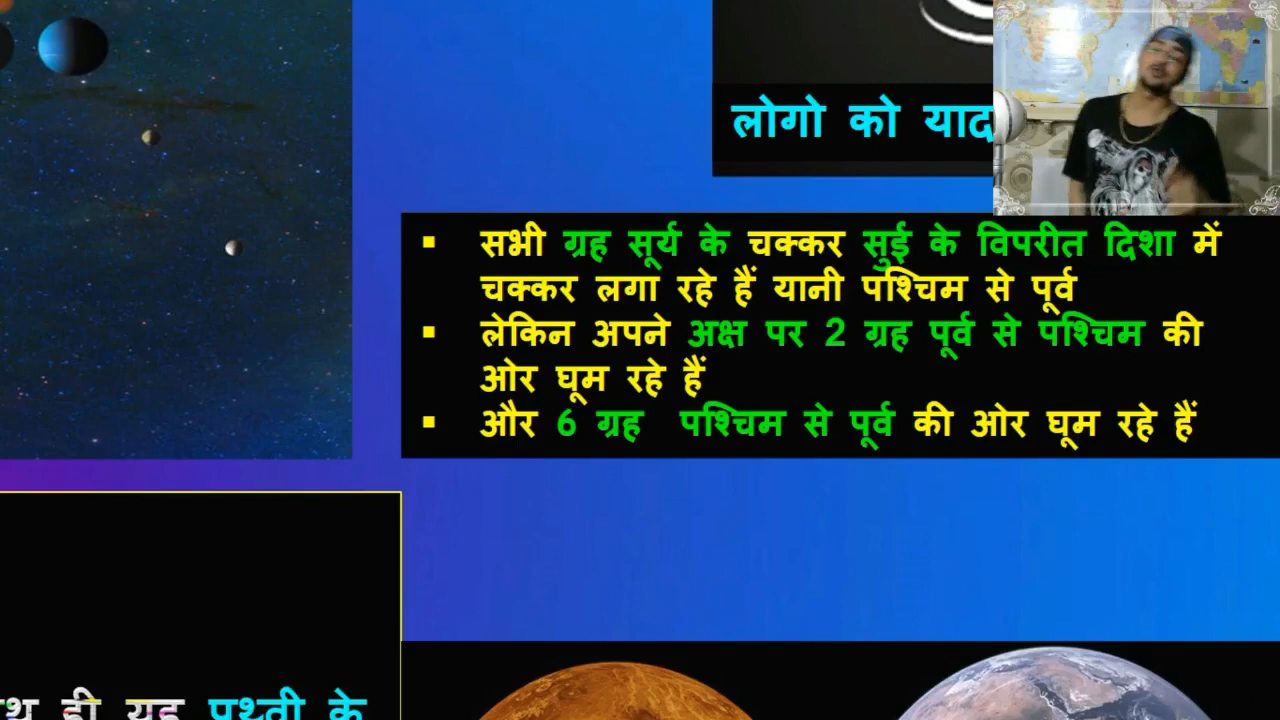 लोगो को याद
▪ सभी ग्रह सूर्य के चक्कर सुई के विपरीत दिशा में
चक्कर लगा रहे हैं यानी पश्चिम से पूर्व
▪ लेकिन अपने अक्ष पर 2 ग्रह पूर्व से पश्चिम की
ओर घूम रहे हैं
▪ और 6 ग्रह पश्चिम से पूर्व की ओर घूम रहे हैं
ही यह पृथ्वी के